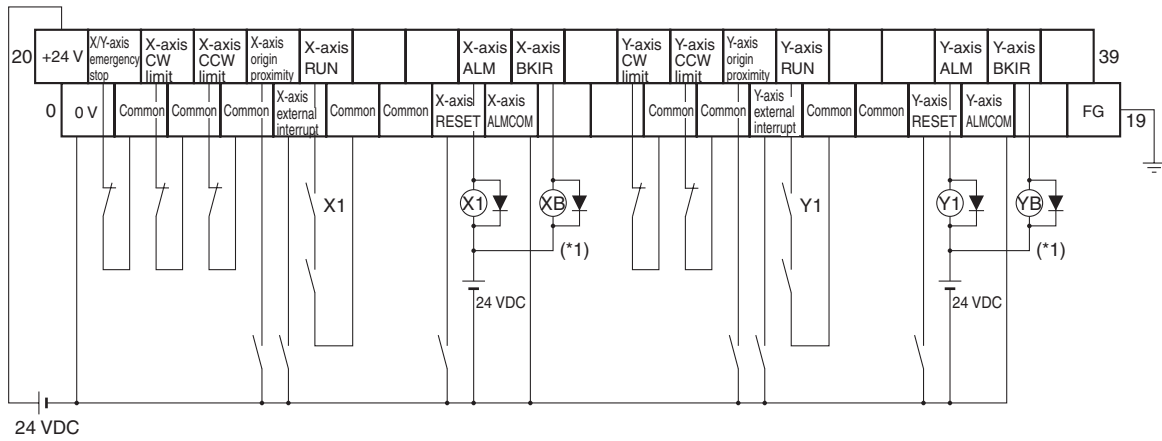 20 +24 V X/Y-axis emergency stop X-axis CW limit X-axis CCW limit X-axis origin proximity X-axis RUN X-axis ALM X-axis BKIR Y-axis CW limit Y-axis CCW limit Y-axis origin proximity Y-axis RUN Y-axis ALM Y-axis BKIR 39
0 0 V Common Common Common X-axis external interrupt Common Common X-axis RESET X-axis ALMCOM Common Common Y-axis external interrupt Common Common Y-axis RESET Y-axis ALMCOM FG 19
X1 X1 XB Y1 Y1 YB
(*1) (*1)
24 VDC 24 VDC
24 VDC